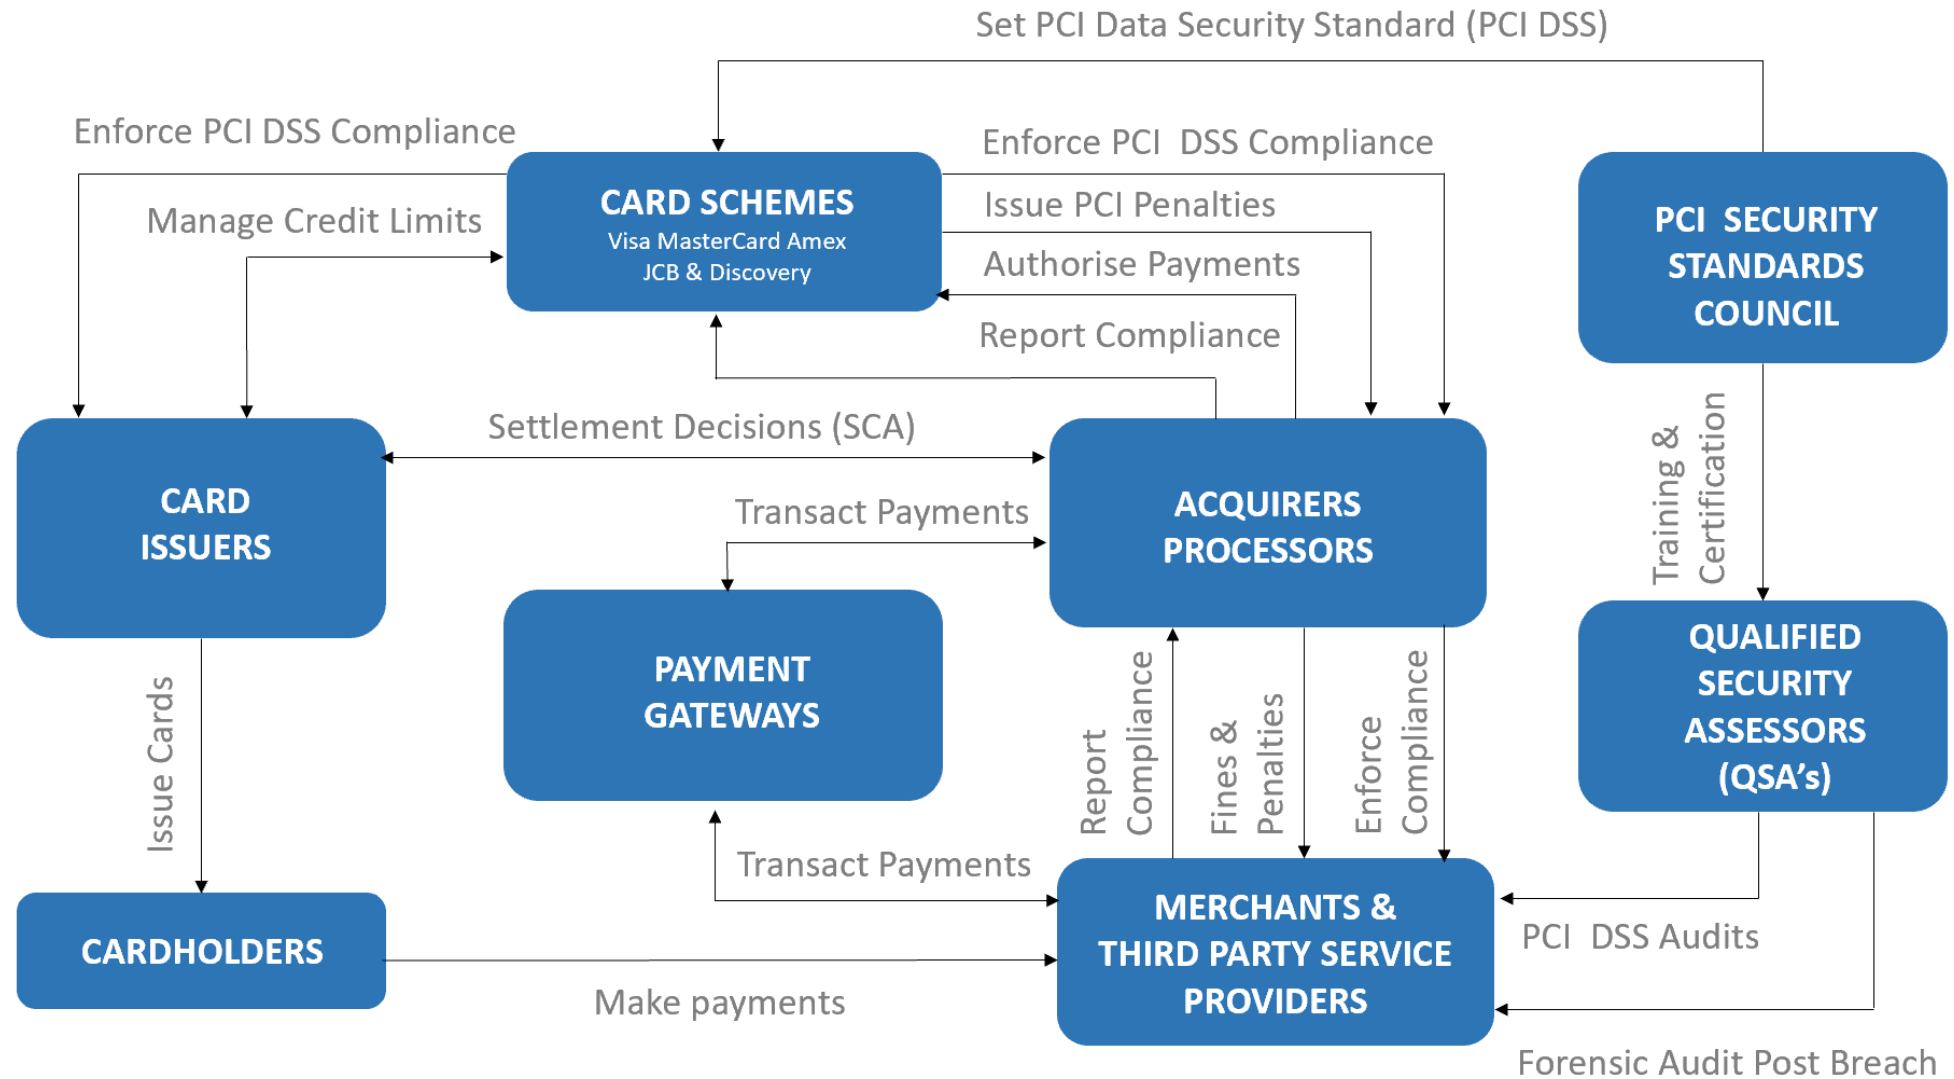 Set PCI Data Security Standard (PCI DSS)
Enforce PCI DSS Compliance
Enforce PCI  DSS Compliance
Manage Credit Limits
CARD SCHEMES
Visa MasterCard Amex
JCB & Discovery
Issue PCI Penalties
Authorise Payments
Report Compliance
PCI  SECURITY
STANDARDS
COUNCIL
Settlement Decisions (SCA)
CARD
ISSUERS
Transact Payments
ACQUIRERS
PROCESSORS
Training &
Certification
PAYMENT
GATEWAYS
QUALIFIED
SECURITY
ASSESSORS
(QSA’s)
Issue Cards
Report
Compliance
Fines &
Penalties
Enforce
Compliance
Transact Payments
CARDHOLDERS
Make payments
MERCHANTS &
THIRD PARTY SERVICE
PROVIDERS
PCI  DSS Audits
Forensic Audit Post Breach